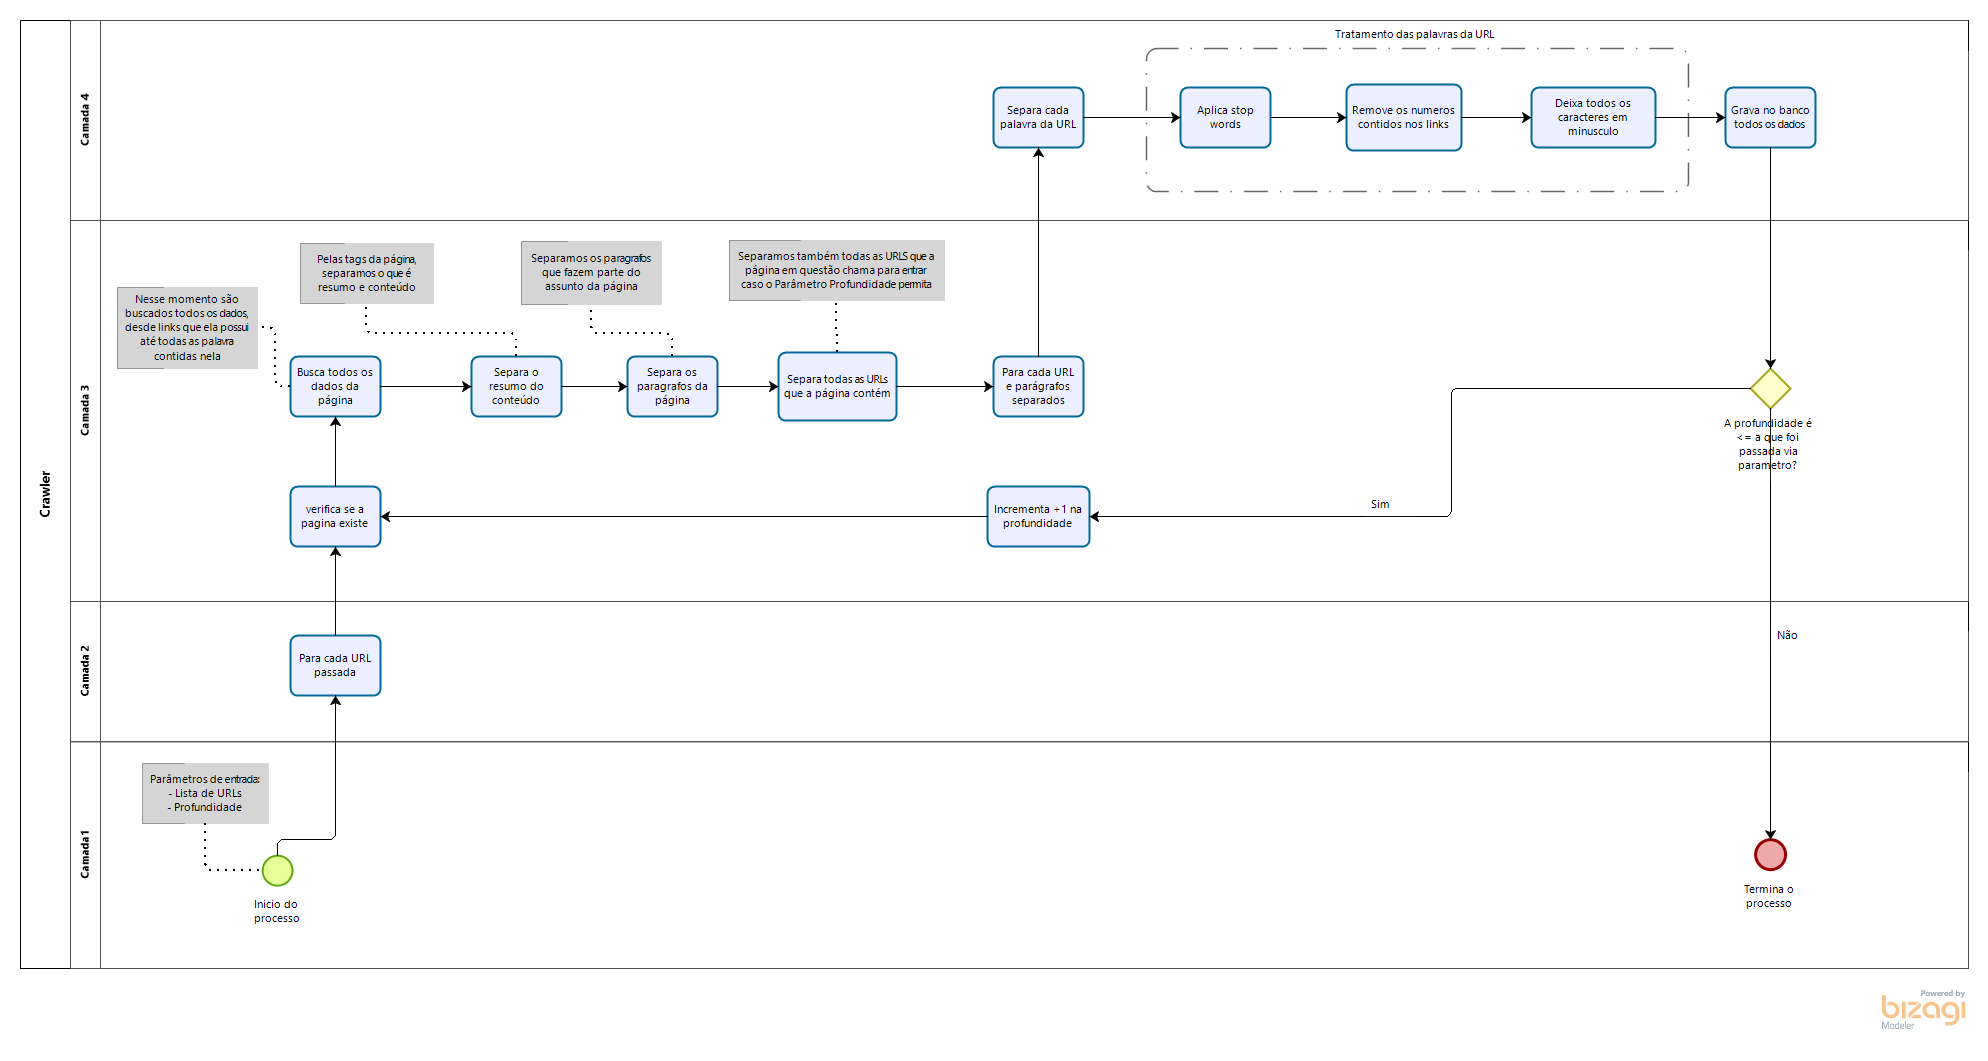 Crawler
Camada 4
Tratamento das palavras da URL
Separa cada
palavra da URL
Aplica stop
words
Remove os numeros
contidos nos links
Deixa todos os
caracteres em
minusculo
Grava no banco
todos os dados
Camada 3
Nesse momento são
buscados todos os dados,
desde links que ela possui
até todas as palavra
contidas nela
Pelas tags da página,
separamos o que é
resumo e conteúdo
Separamos os paragrafos
que fazem parte do
assunto da página
Separamos também todas as URLS que a
página em questão chama para entrar
caso o Parâmetro Profundidade permita
Busca todos os
dados da
página
Separa o
resumo do
conteúdo
Separa os
paragrafos da
página
Separa todas as URLs
que a página contém
Para cada URL
e parágrafos
separados
A profundidade é
<= a que foi
passada via
parametro?
verifica se a
pagina existe
Incrementa +1 na
profundidade
Sim
Camada 2
Para cada URL
passada
Não
Camada1
Parâmetros de entrada:
- Lista de URLs
- Profundidade
Inicio do
processo
Termina o
processo
Powered by
bizagi
Modeler